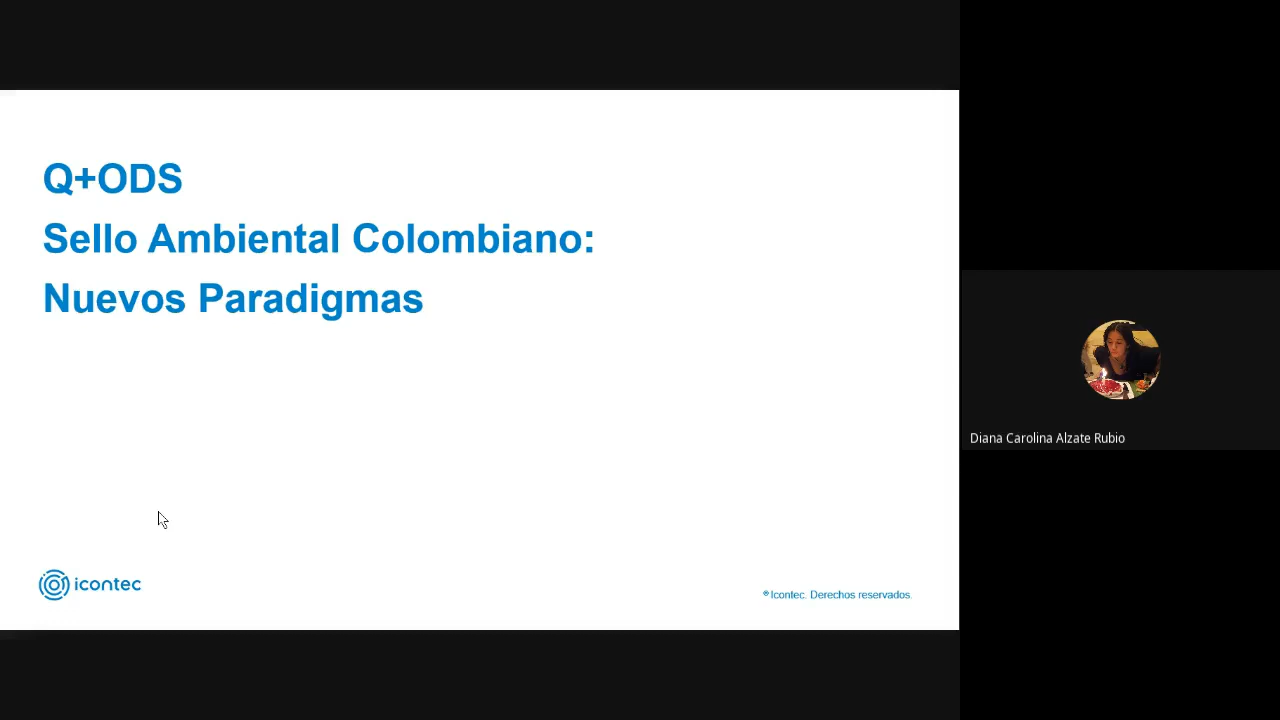 Q+ODS
Sello Ambiental Colombiano:
Nuevos Paradigmas
icontec
® Icontec. Derechos reservados.
Diana Carolina Alzate Rubio